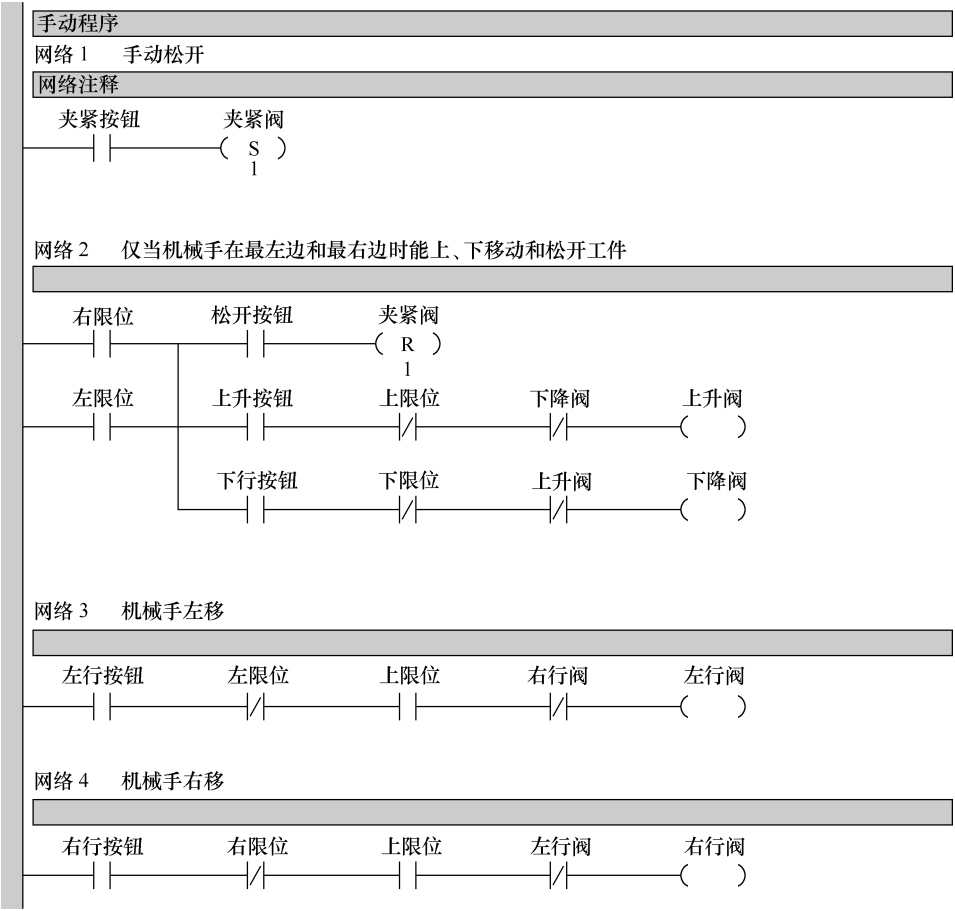 手动程序
网络 1 手动松开
网络注释
夹紧按钮 夹紧阀
S
1
网络 2 仅当机械手在最左边和最右边时能上、下移动和松开工件
右限位 松开按钮 夹紧阀
R
1
左限位 上升按钮 上限位 下降阀 上升阀
下行按钮 下限位 上升阀 下降阀
网络 3 机械手左移
左行按钮 左限位 上限位 右行阀 左行阀
网络 4 机械手右移
右行按钮 右限位 上限位 左行阀 右行阀